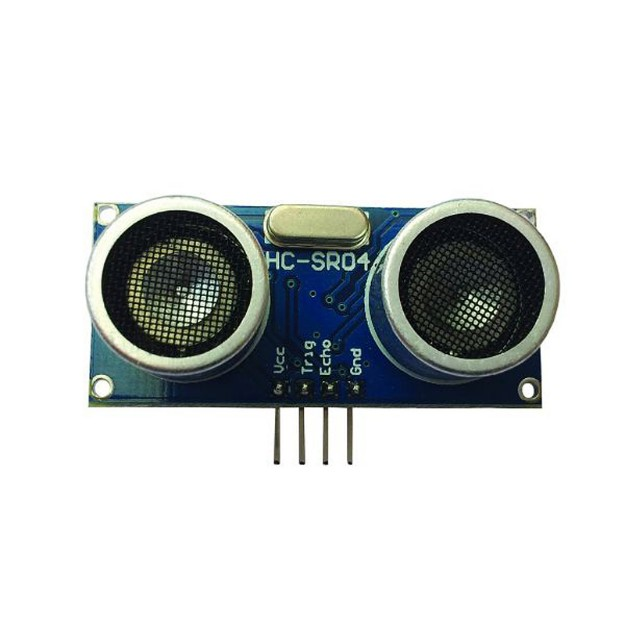 HC-SR04
Vcc
Trig
Echo
Gnd